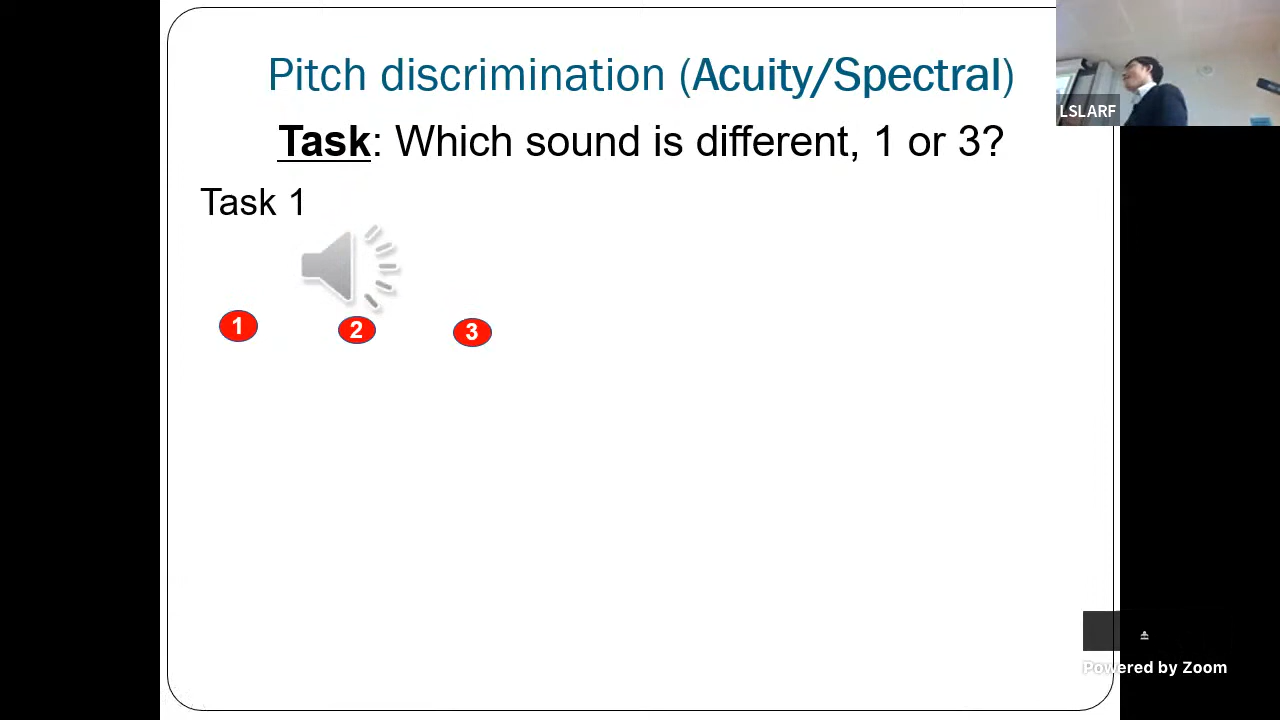 Pitch discrimination (Acuity/Spectral)
LSLARF
Task: Which sound is different, 1 or 3?
Task 1
1 2 3
Powered by Zoom